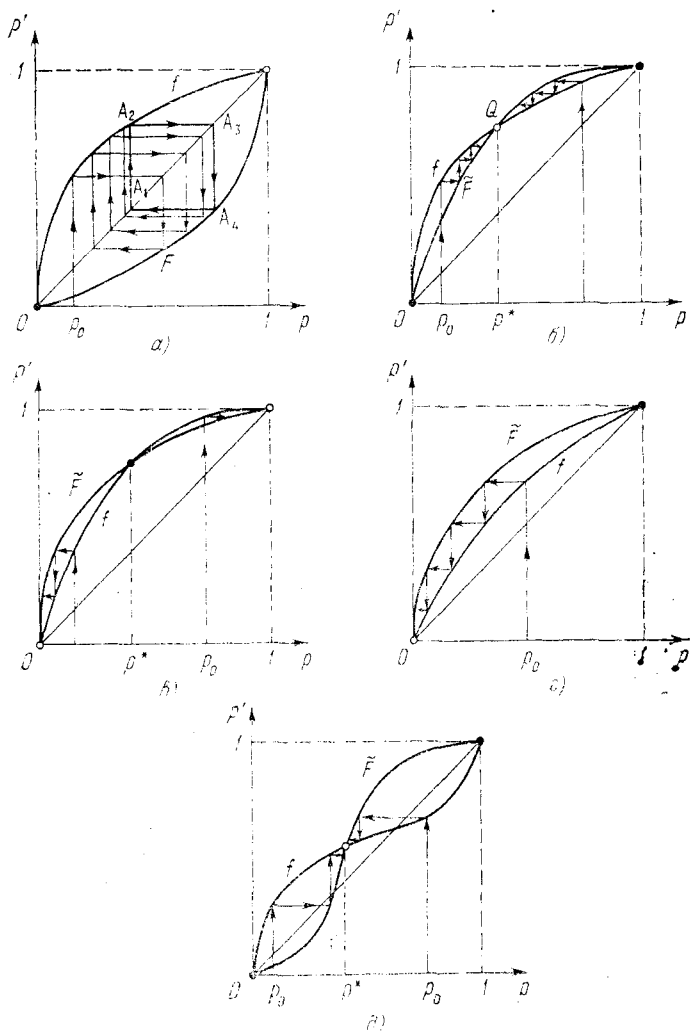 p'
1
f
A₂
A₃
A₁
A₄
F
0
p₀
1
p
а)
p'
1
Q
f
F̃
0
p₀
p*
1
p
б)
p'
1
F̃
f
0
p*
p₀
1
p
в)
p'
1
F̃
f
0
p₀
1
p
г)
p'
1
F̃
f
0
p₀
p*
p₀
1
p
д)